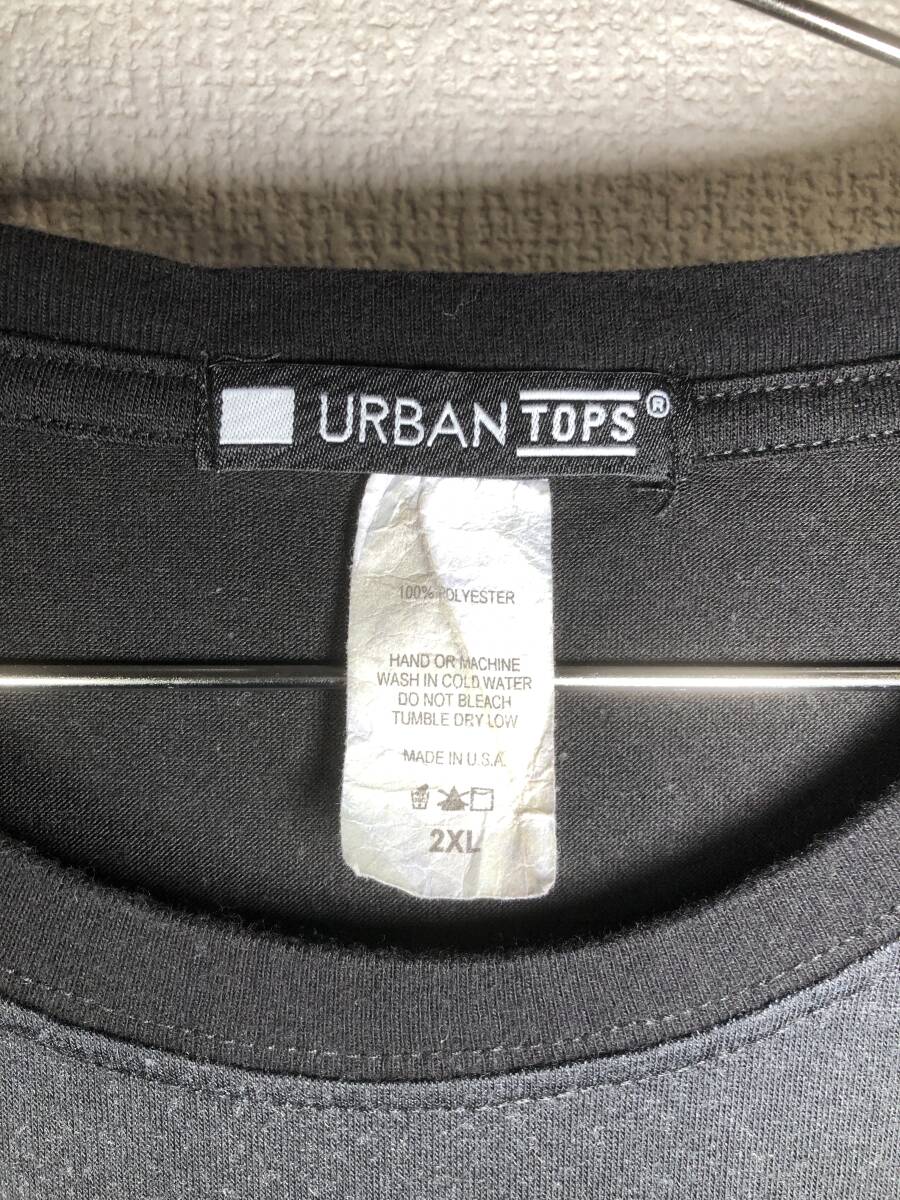 URBAN TOPS®
100% POLYESTER
HAND OR MACHINE
WASH IN COLD WATER
DO NOT BLEACH
TUMBLE DRY LOW
MADE IN U.S.A.
2XL